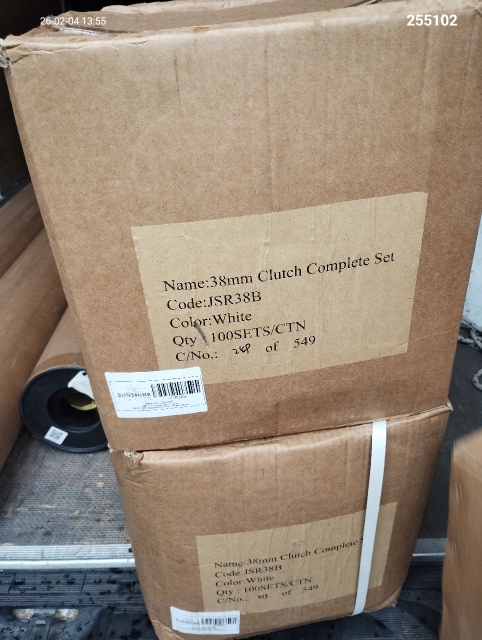 26-02-04 13:55
255102
Name:38mm Clutch Complete Set
Code:JSR38B
Color:White
Qty : 100SETS/CTN
C/No.: of 549
SUNSHINE
Name:38mm Clutch Complete
Code:JSR38B
Color:White
Qty : 100SETS/CTN
C/No.: of 549